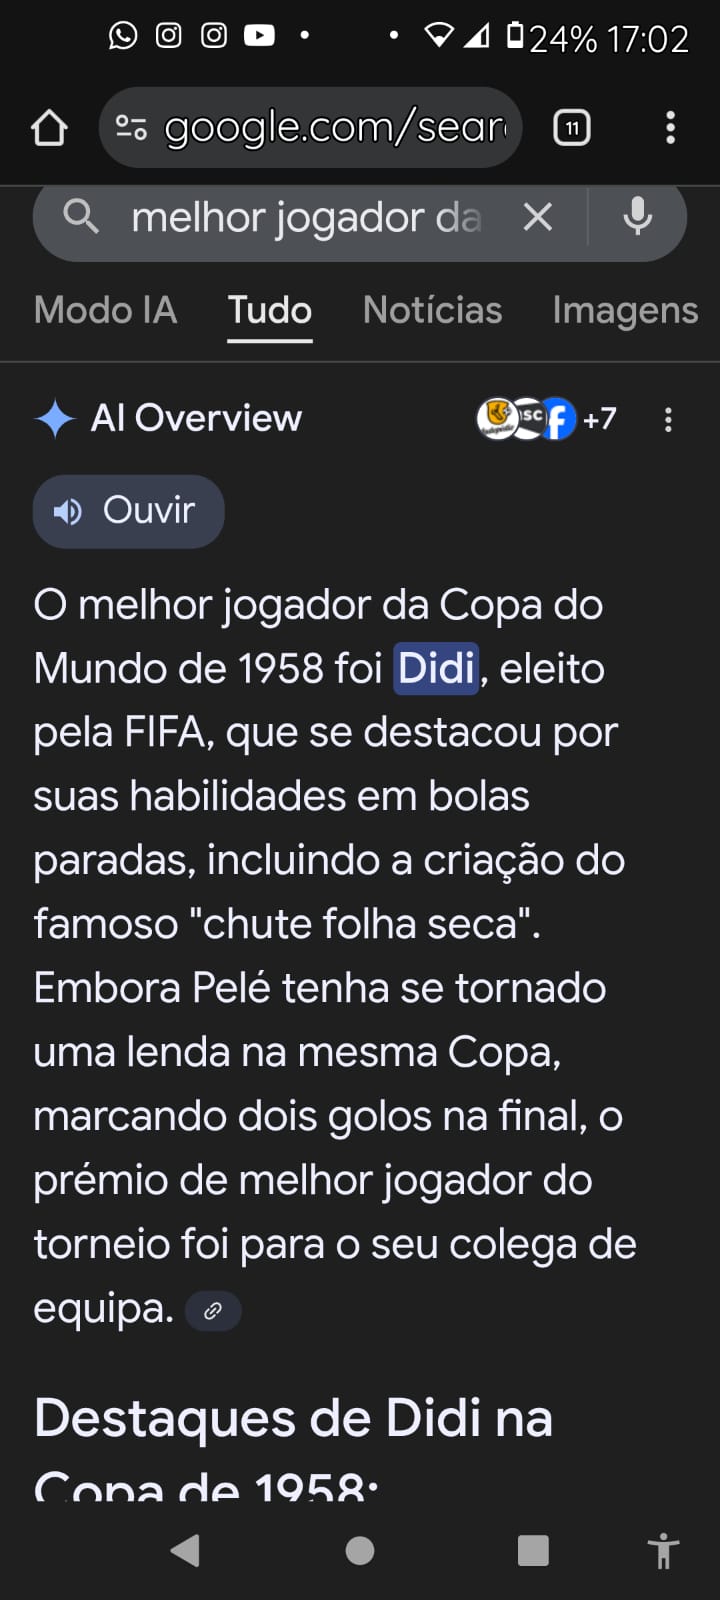 24% 17:02
google.com/sear
11
melhor jogador da
Modo IA Tudo Notícias Imagens
AI Overview
SC f +7
Ouvir
O melhor jogador da Copa do
Mundo de 1958 foi Didi, eleito
pela FIFA, que se destacou por
suas habilidades em bolas
paradas, incluindo a criação do
famoso "chute folha seca".
Embora Pelé tenha se tornado
uma lenda na mesma Copa,
marcando dois golos na final, o
prémio de melhor jogador do
torneio foi para o seu colega de
equipa.
Destaques de Didi na
Copa de 1958: